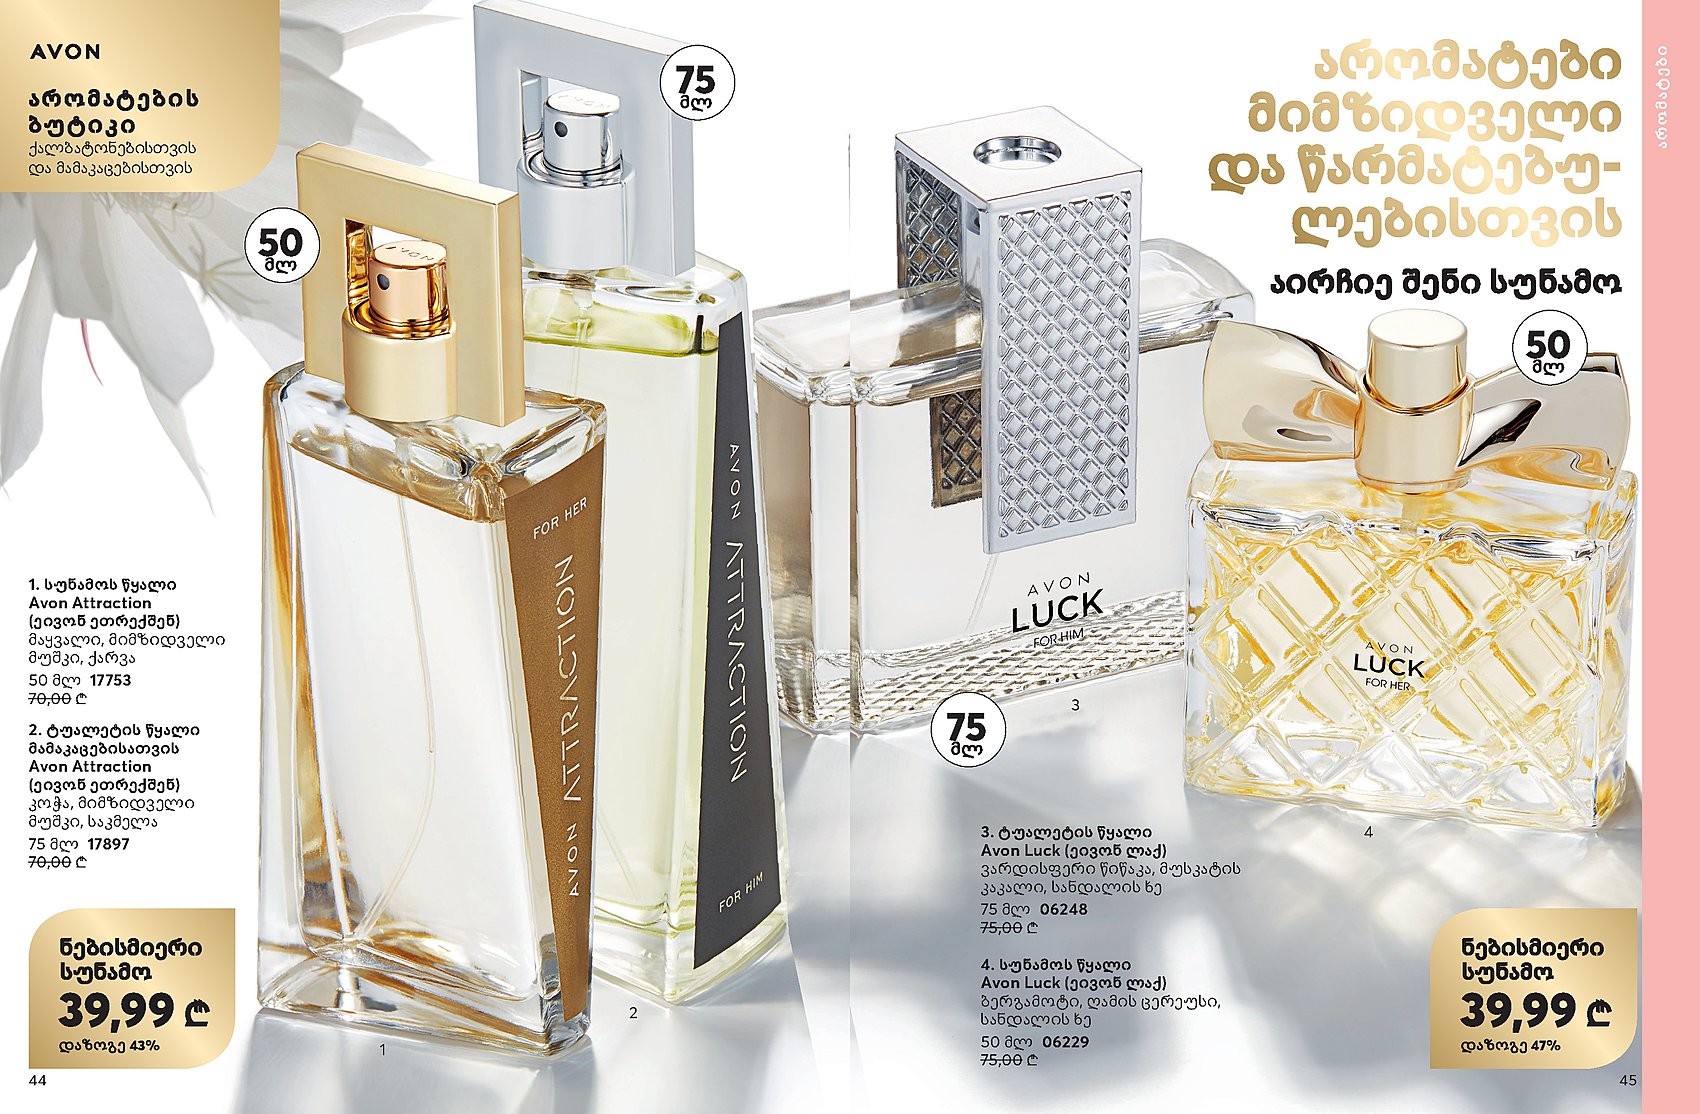 AVON
არომატების
ბუტიკი
ქალბატონებისთვის
და მამაკაცებისთვის
50
მლ
75
მლ
AVON
AVON
FOR HER
AVON ATTRACTION
AVON ATTRACTION
FOR HIM
1. სუნამოს წყალი
Avon Attraction
(ეივონ ეთრექშენ)
მაყვალი, მიმზიდველი
მუშკი, ქარვა
50 მლ 17753
70,00 ₾
2. ტუალეტის წყალი
მამაკაცებისათვის
Avon Attraction
(ეივონ ეთრექშენ)
კოჭა, მიმზიდველი
მუშკი, საკმელა
75 მლ 17897
70,00 ₾
ნებისმიერი
სუნამო
39,99 ₾
დაზოგე 43%
44
1
2
არომატები
მიმზიდველი
და წარმატებუ-
ლებისთვის
აირჩიე შენი სუნამო
არომატები
50
მლ
AVON
LUCK
FOR HIM
3
75
მლ
AVON
LUCK
FOR HER
4
3. ტუალეტის წყალი
Avon Luck (ეივონ ლაქ)
ვარდისფერი წიწაკა, მუსკატის
კაკალი, სანდალის ხე
75 მლ 06248
75,00 ₾
4. სუნამოს წყალი
Avon Luck (ეივონ ლაქ)
ბერგამოტი, ღამის ცერეუსი,
სანდალის ხე
50 მლ 06229
75,00 ₾
ნებისმიერი
სუნამო
39,99 ₾
დაზოგე 47%
45